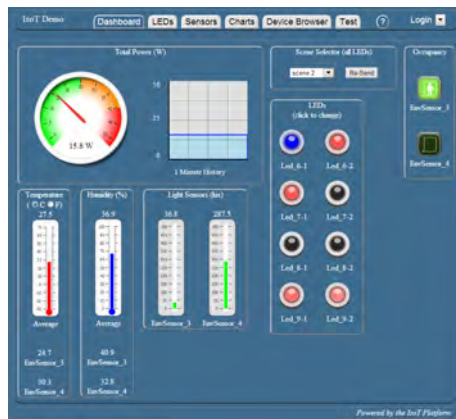 IIoT Demo
Dashboard LEDs Sensors Charts Device Browser Test ? Login
Total Power (W)
15.8 W
50
25
0
1 Minute History
Scene Selector (all LEDs)
scene 2 Re-Send
Occupancy
EnvSensor_3
EnvSensor_4
LEDs
(click to change)
Led_6-1 Led_6-2
Led_7-1 Led_7-2
Led_8-1 Led_8-2
Led_9-1 Led_9-2
Temperature
( C F)
27.5
Average
24.7
EnvSensor_3
30.3
EnvSensor_4
Humidity (%)
36.9
Average
40.9
EnvSensor_3
32.8
EnvSensor_4
Light Sensors (lux)
36.8 287.5
EnvSensor_3 EnvSensor_4
Powered by the IIoT Platform